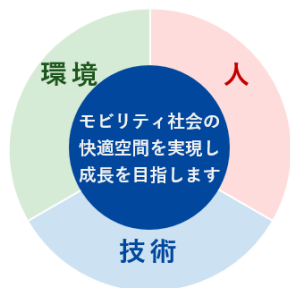 環境
人
モビリティ社会の
快適空間を実現し
成長を目指します
技術